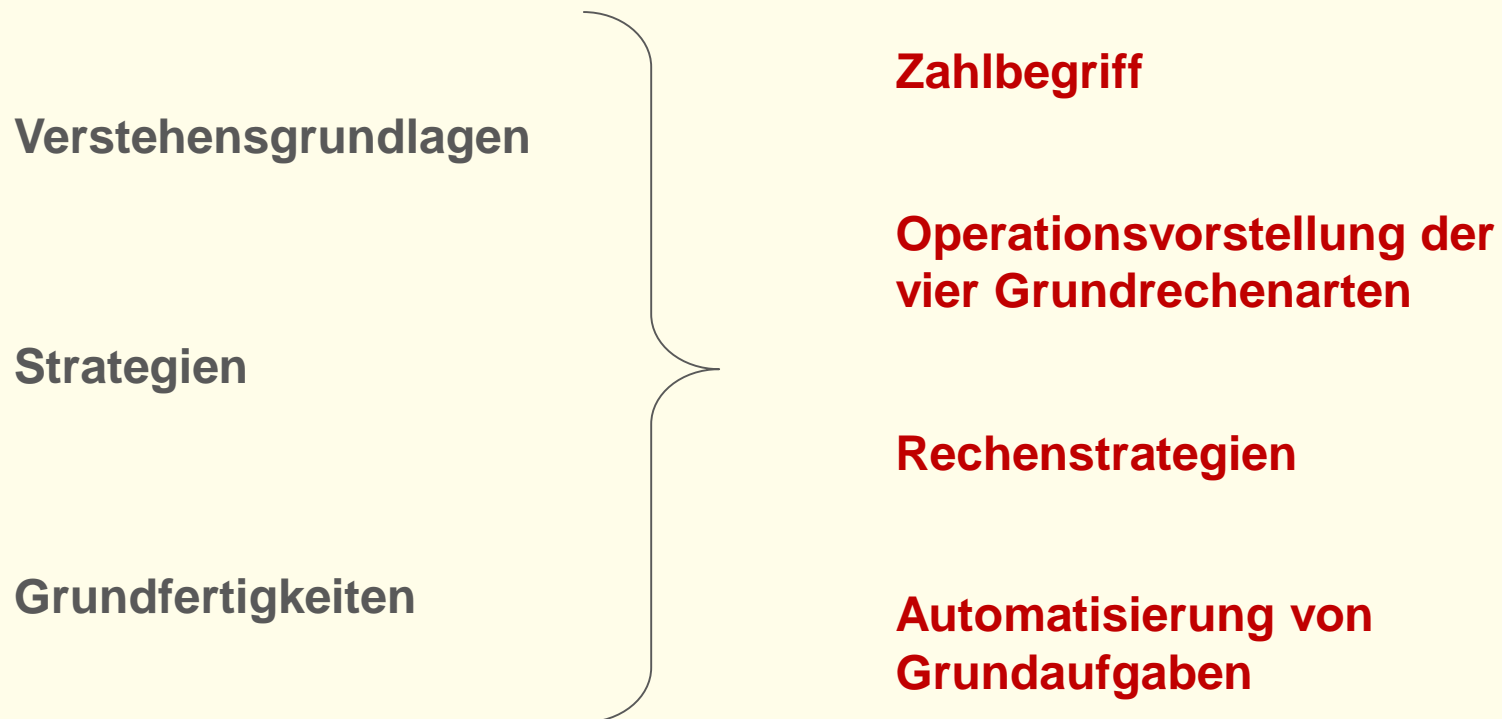 Verstehensgrundlagen
Strategien
Grundfertigkeiten
Zahlbegriff
Operationsvorstellung der
vier Grundrechenarten
Rechenstrategien
Automatisierung von
Grundaufgaben